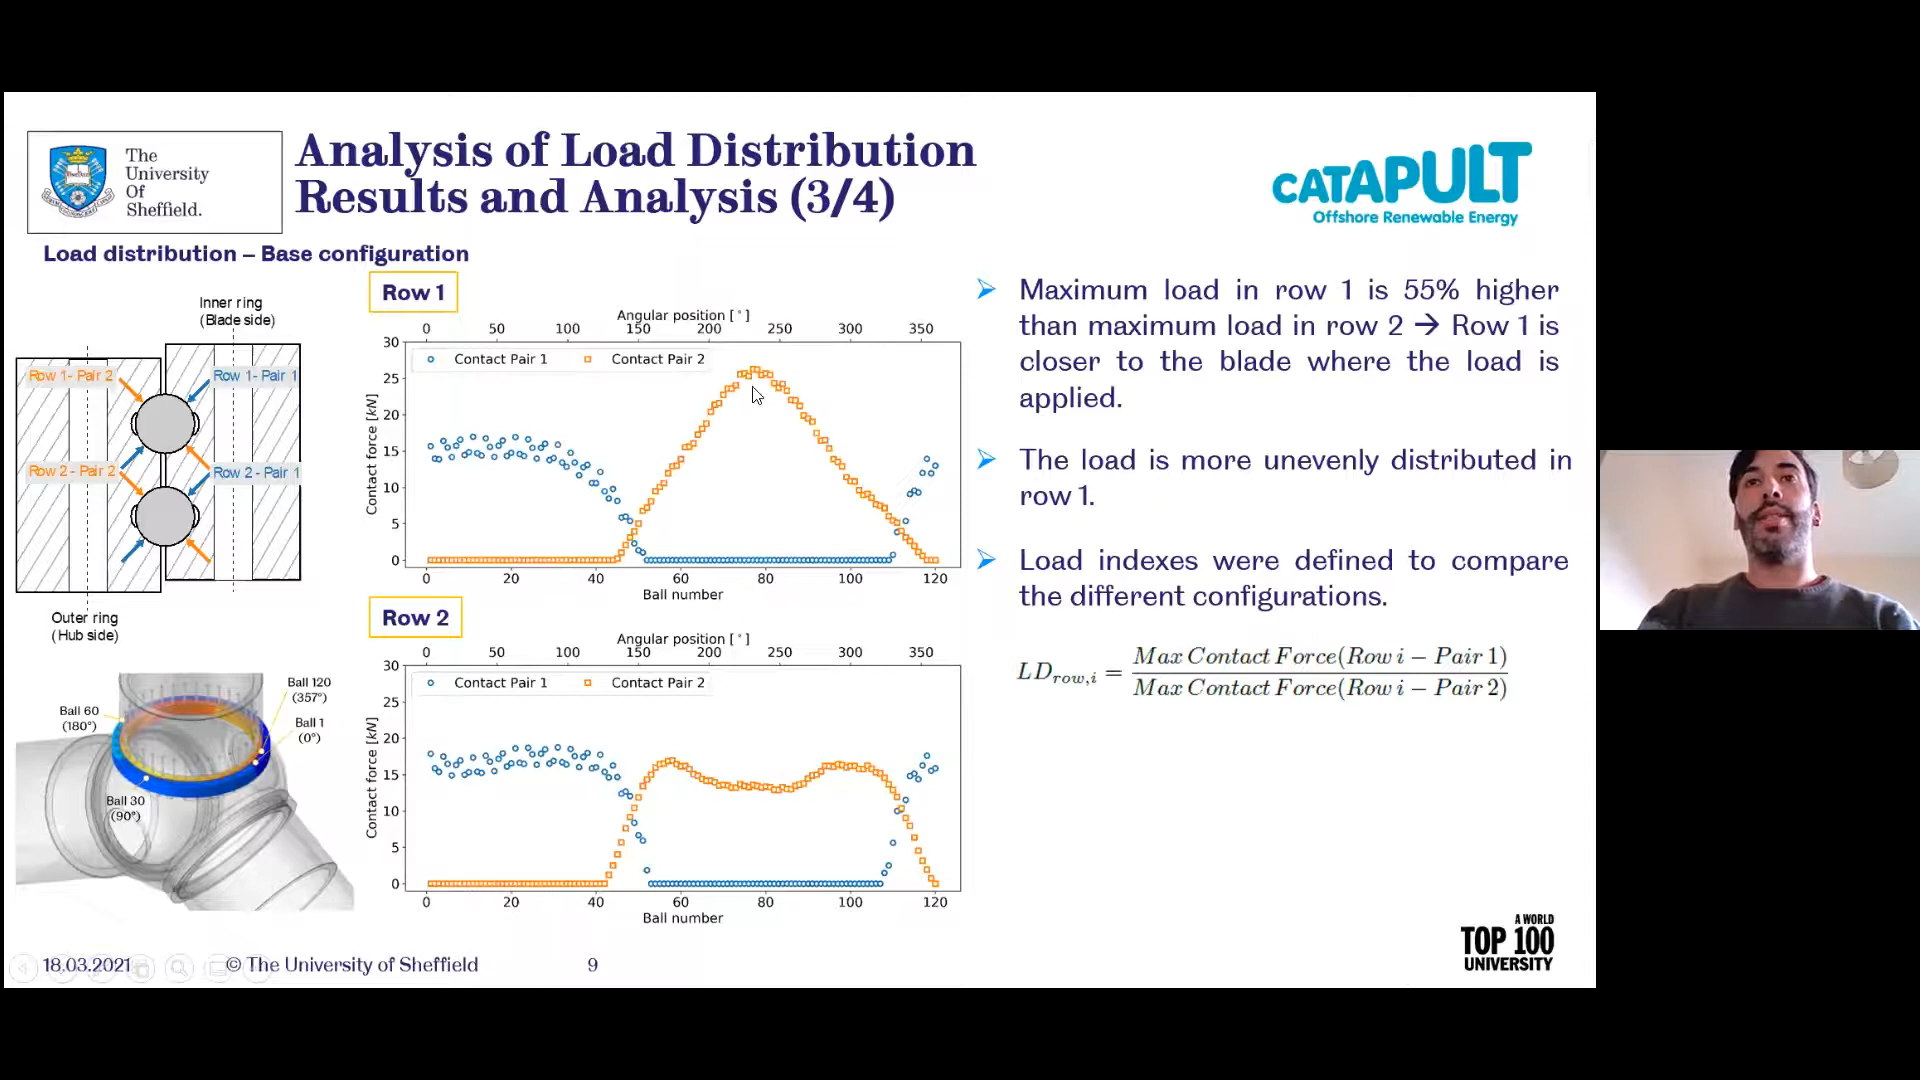 The
University
Of
Sheffield.
Analysis of Load Distribution
Results and Analysis (3/4)
CATAPULT
Offshore Renewable Energy
Load distribution – Base configuration
Inner ring
(Blade side)
Row 1- Pair 2
Row 1- Pair 1
Row 2 - Pair 2
Row 2 - Pair 1
Outer ring
(Hub side)
Ball 120
(357°)
Ball 60
(180°)
Ball 1
(0°)
Ball 30
(90°)
Row 1
Angular position [°]
0 50 100 150 200 250 300 350
Contact Pair 1 Contact Pair 2
Contact force [kN]
30
25
20
15
10
5
0
0 20 40 60 80 100 120
Ball number
Row 2
Angular position [°]
0 50 100 150 200 250 300 350
Contact Pair 1 Contact Pair 2
Contact force [kN]
30
25
20
15
10
5
0
0 20 40 60 80 100 120
Ball number
Maximum load in row 1 is 55% higher
than maximum load in row 2 → Row 1 is
closer to the blade where the load is
applied.
The load is more unevenly distributed in
row 1.
Load indexes were defined to compare
the different configurations.
LD_row,i = Max Contact Force(Row i − Pair 1)
Max Contact Force(Row i − Pair 2)
18.03.2021 © The University of Sheffield 9
A WORLD
TOP 100
UNIVERSITY